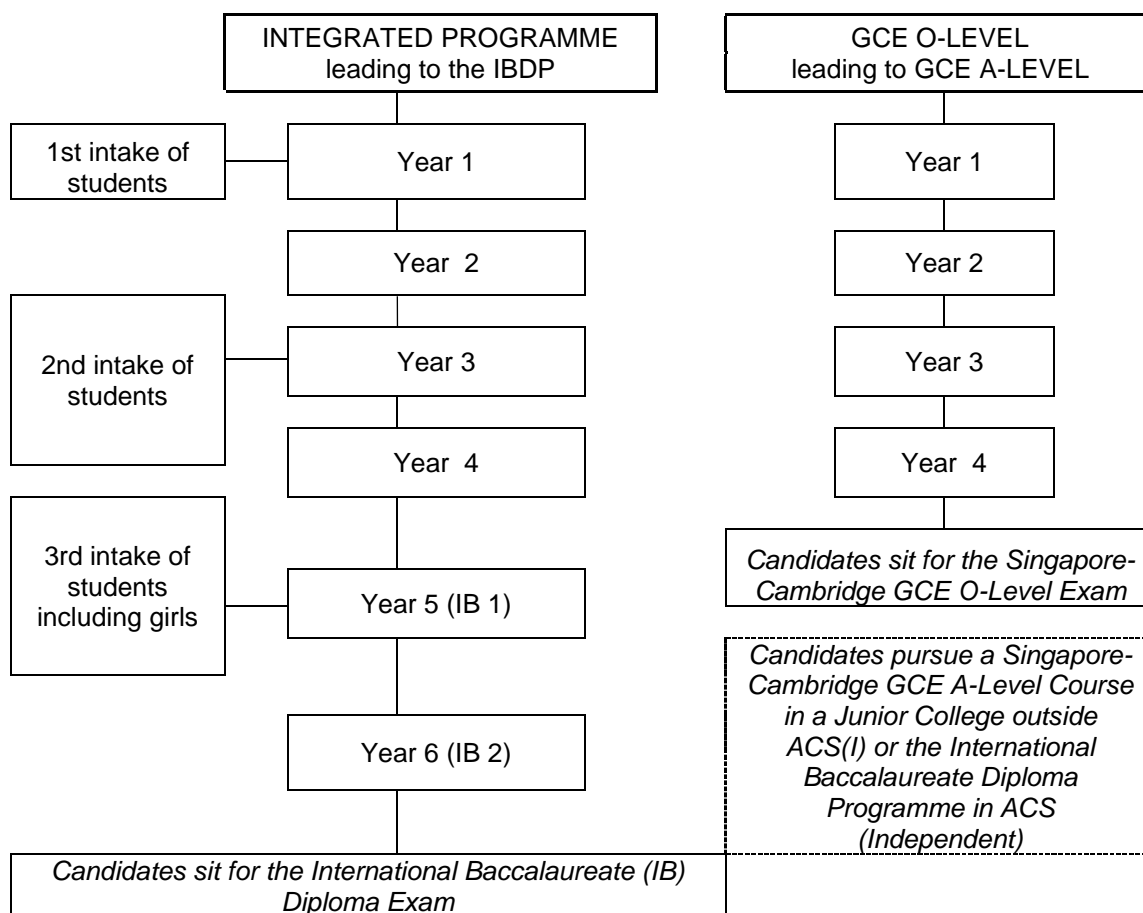 INTEGRATED PROGRAMME
leading to the IBDP
GCE O-LEVEL
leading to GCE A-LEVEL
1st intake of
students
Year 1
Year 1
Year 2
Year 2
2nd intake of
students
Year 3
Year 3
Year 4
Year 4
3rd intake of
students
including girls
Year 5 (IB 1)
Candidates sit for the Singapore-
Cambridge GCE O-Level Exam
Year 6 (IB 2)
Candidates pursue a Singapore-
Cambridge GCE A-Level Course
in a Junior College outside
ACS(I) or the International
Baccalaureate Diploma
Programme in ACS
(Independent)
Candidates sit for the International Baccalaureate (IB)
Diploma Exam